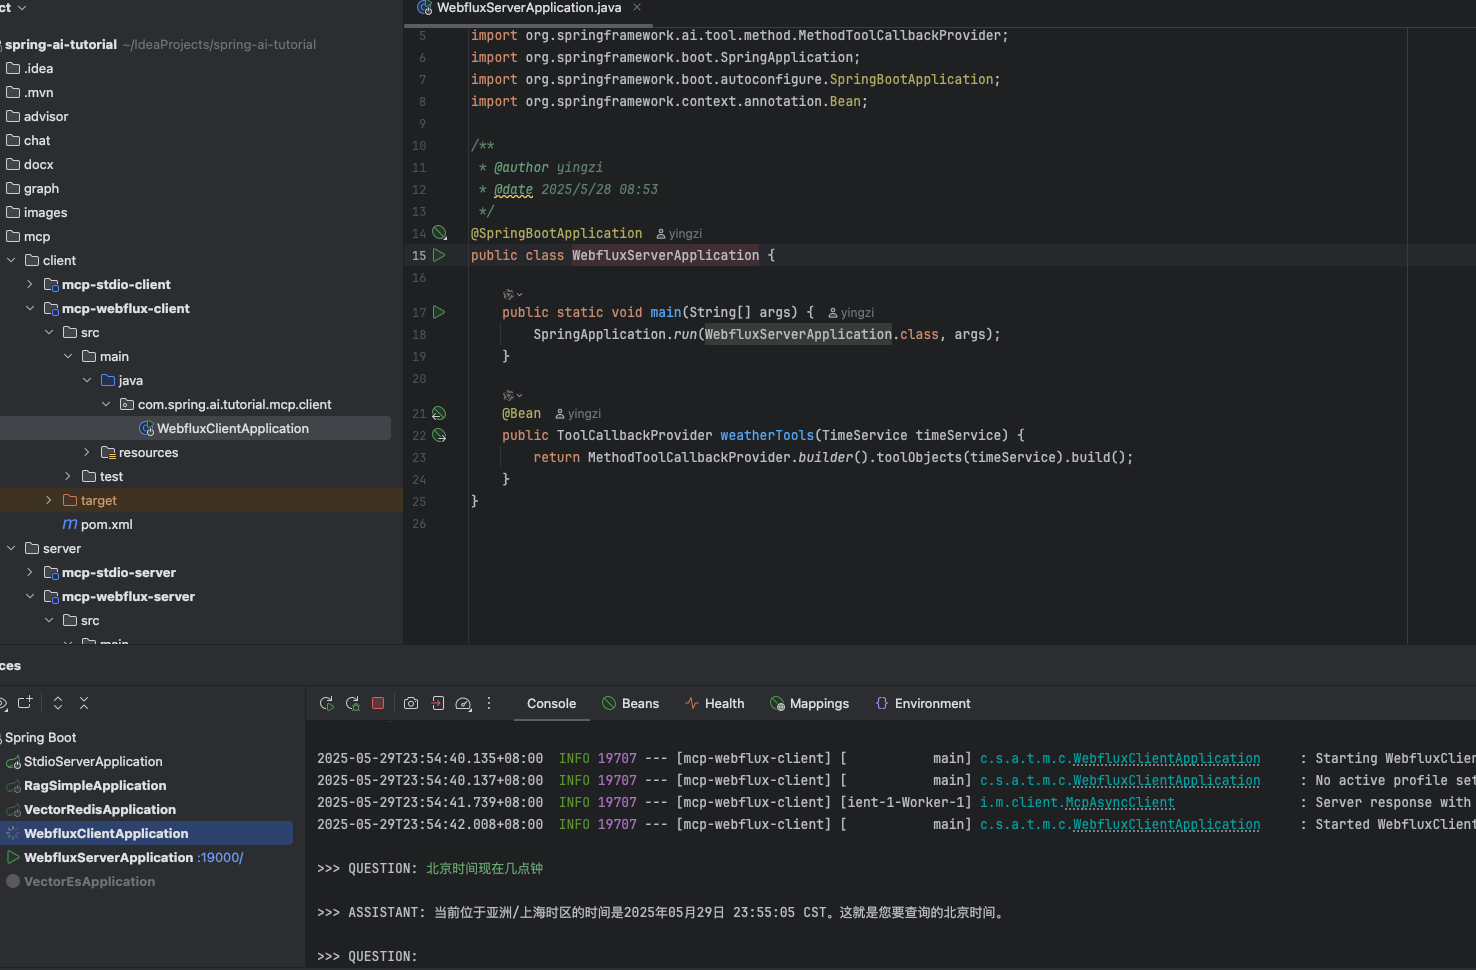 ct
spring-ai-tutorial ~/IdeaProjects/spring-ai-tutorial
.idea
.mvn
advisor
chat
docx
graph
images
mcp
client
mcp-stdio-client
mcp-webflux-client
src
main
java
com.spring.ai.tutorial.mcp.client
WebfluxClientApplication
resources
test
target
pom.xml
server
mcp-stdio-server
mcp-webflux-server
src
main
WebfluxServerApplication.java
5 import org.springframework.ai.tool.method.MethodToolCallbackProvider;
6 import org.springframework.boot.SpringApplication;
7 import org.springframework.boot.autoconfigure.SpringBootApplication;
8 import org.springframework.context.annotation.Bean;
9
10 /**
11 * @author yingzi
12 * @date 2025/5/28 08:53
13 */
14 @SpringBootApplication yingzi
15 public class WebfluxServerApplication {
16
17 public static void main(String[] args) { yingzi
18 SpringApplication.run(WebfluxServerApplication.class, args);
19 }
20
21 @Bean yingzi
22 public ToolCallbackProvider weatherTools(TimeService timeService) {
23 return MethodToolCallbackProvider.builder().toolObjects(timeService).build();
24 }
25 }
26
ces
Spring Boot
StdioServerApplication
RagSimpleApplication
VectorRedisApplication
WebfluxClientApplication
WebfluxServerApplication :19000/
VectorEsApplication
Console Beans Health Mappings Environment
2025-05-29T23:54:40.135+08:00 INFO 19707 --- [mcp-webflux-client] [ main] c.s.a.t.m.c.WebfluxClientApplication : Starting WebfluxClien
2025-05-29T23:54:40.137+08:00 INFO 19707 --- [mcp-webflux-client] [ main] c.s.a.t.m.c.WebfluxClientApplication : No active profile set
2025-05-29T23:54:41.739+08:00 INFO 19707 --- [mcp-webflux-client] [ient-1-Worker-1] i.m.client.McpAsyncClient : Server response with
2025-05-29T23:54:42.008+08:00 INFO 19707 --- [mcp-webflux-client] [ main] c.s.a.t.m.c.WebfluxClientApplication : Started WebfluxClient
>>> QUESTION: 北京时间现在几点钟
>>> ASSISTANT: 当前位于亚洲/上海时区的时间是2025年05月29日 23:55:05 CST。这就是您要查询的北京时间。
>>> QUESTION: